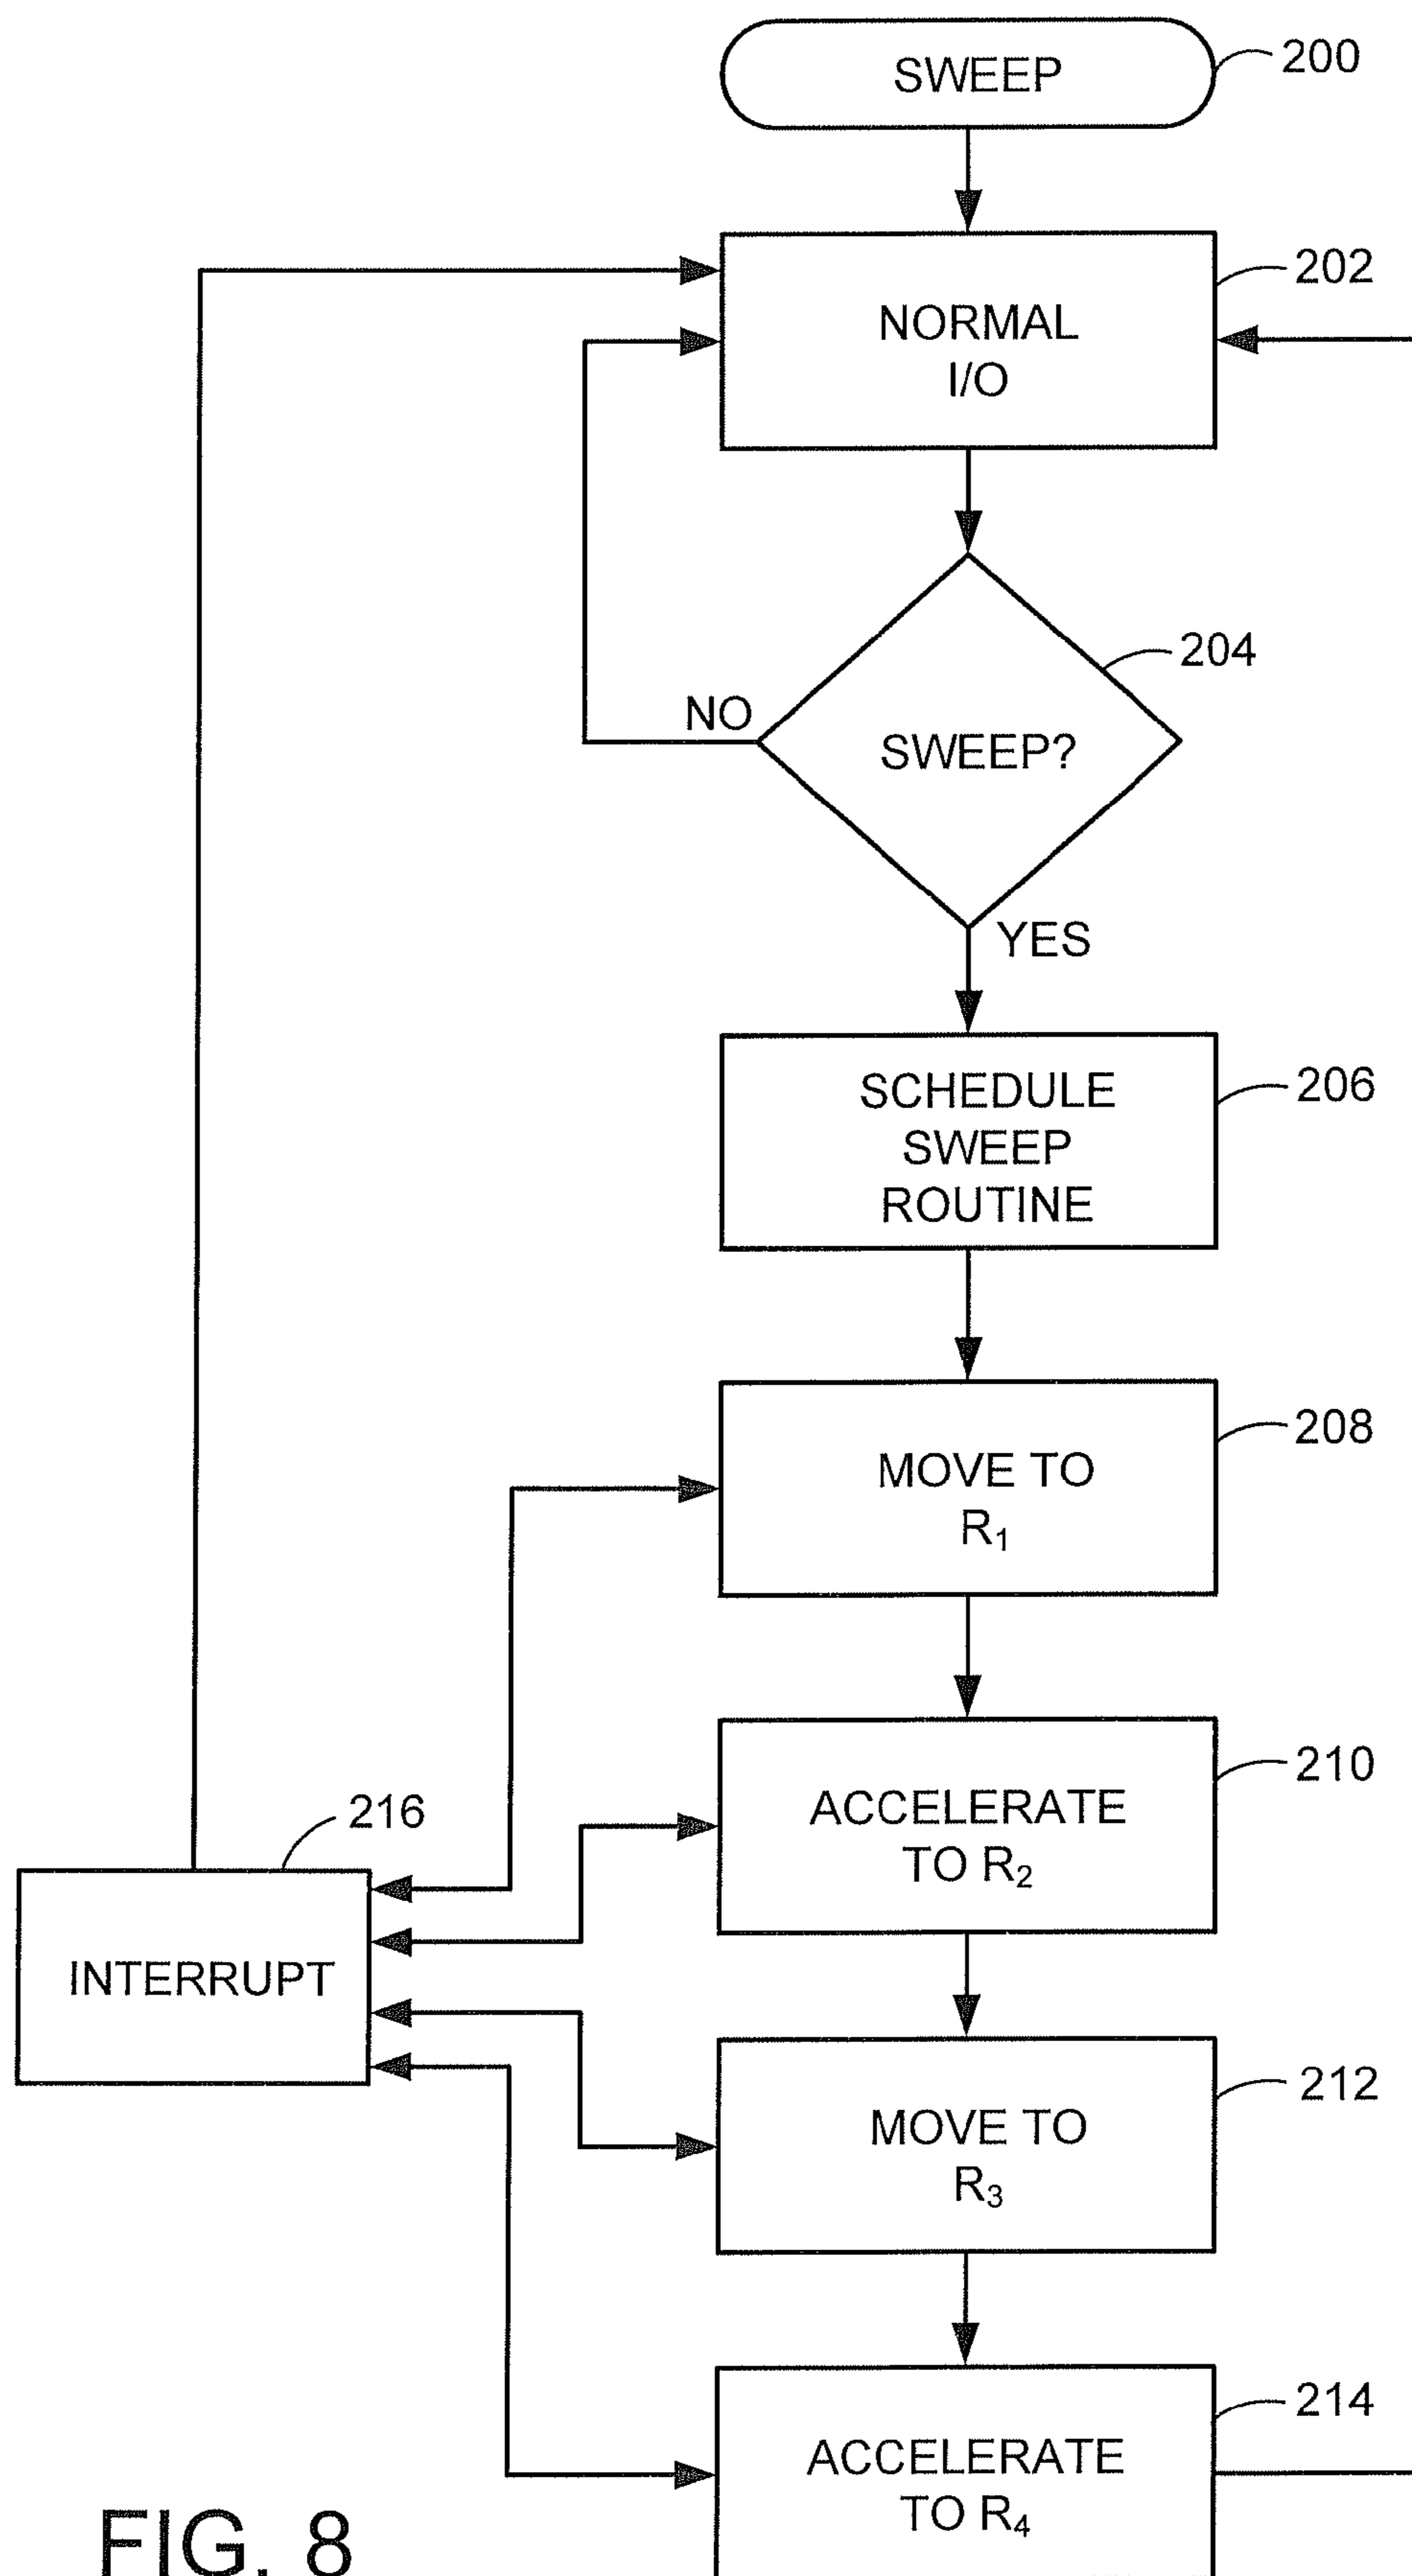 SWEEP
200
202
NORMAL
I/O
204
NO
SWEEP?
YES
SCHEDULE
SWEEP
ROUTINE
206
208
MOVE TO
R₁
210
ACCELERATE
TO R₂
216
INTERRUPT
212
MOVE TO
R₃
214
ACCELERATE
TO R₄
FIG. 8